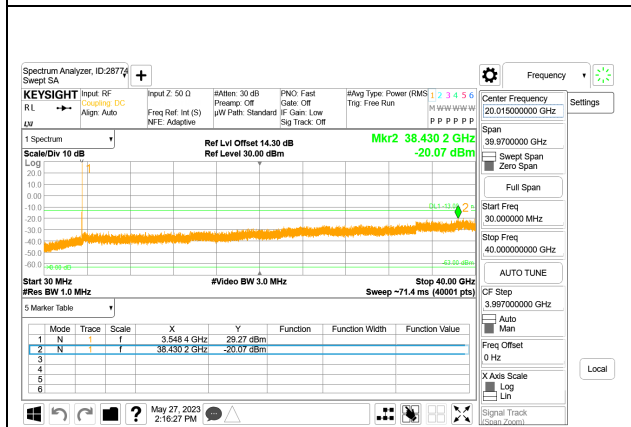 Spectrum Analyzer, ID:28774
Swept SA
Frequency
KEYSIGHT Input: RF Input Z: 50 Ω #Atten: 30 dB PNO: Fast #Avg Type: Power (RMS 1 2 3 4 5 6
RL Coupling: DC Preamp: Off Gate: Off Trig: Free Run M W W W W W
Align: Auto Freq Ref: Int (S) µW Path: Standard IF Gain: Low
NFE: Adaptive Sig Track: Off P P P P P P
Center Frequency
20.015000000 GHz
Settings
1 Spectrum
Ref Lvl Offset 14.30 dB
Mkr2 38.430 2 GHz
Scale/Div 10 dB
Ref Level 30.00 dBm
-20.07 dBm
Log
20.0
10.0
0.00
-10.0
-20.0
-30.0
-40.0
-50.0
-60.0
1
2
Span
39.9700000 GHz
Swept Span
Zero Span
Full Span
Start Freq
30.000000 MHz
Stop Freq
40.000000000 GHz
AUTO TUNE
Start 30 MHz #Video BW 3.0 MHz Stop 40.00 GHz
#Res BW 1.0 MHz Sweep ~71.4 ms (40001 pts)
CF Step
3.997000000 GHz
Auto
Man
Freq Offset
0 Hz
X Axis Scale
Log
Lin
Local
Signal Track
(Span Zoom)
5 Marker Table
Mode Trace Scale X Y Function Function Width Function Value
1 N 1 f 3.548 4 GHz 29.27 dBm
2 N 1 f 38.430 2 GHz -20.07 dBm
3
4
5
6
May 27, 2023
2:16:27 PM